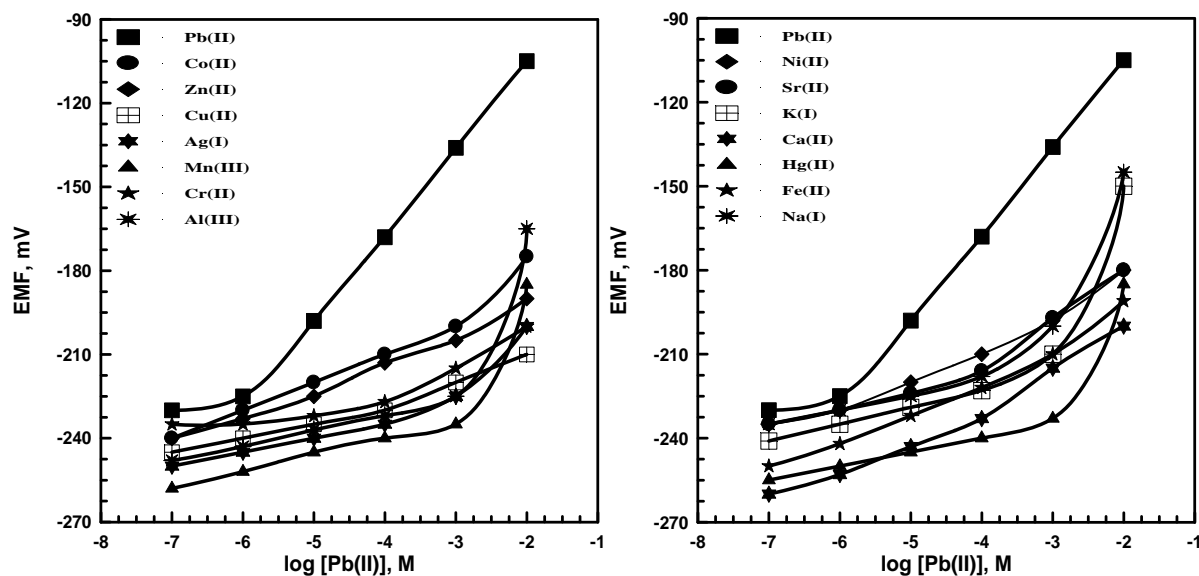 -90
-120
-150
-180
-210
-240
-270
EMF, mV
Pb(II)
Co(II)
Zn(II)
Cu(II)
Ag(I)
Mn(III)
Cr(II)
Al(III)
-8 -7 -6 -5 -4 -3 -2 -1
log [Pb(II)], M
-90
-120
-150
-180
-210
-240
-270
EMF, mV
Pb(II)
Ni(II)
Sr(II)
K(I)
Ca(II)
Hg(II)
Fe(II)
Na(I)
-8 -7 -6 -5 -4 -3 -2 -1
log [Pb(II)], M